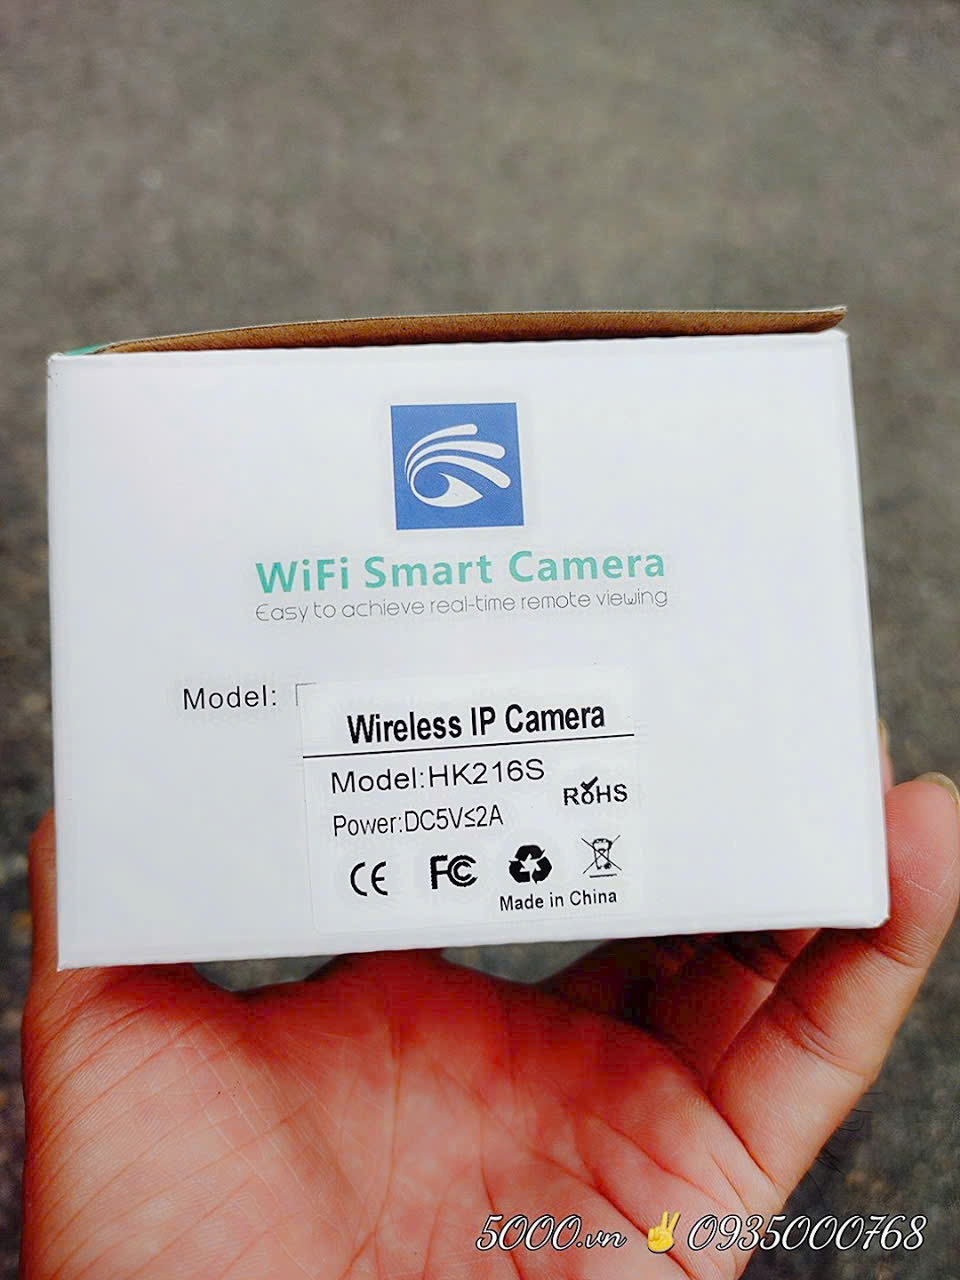 WiFi Smart Camera
Easy to achieve real-time remote viewing
Model:
Wireless IP Camera
Model:HK216S
RoHS
Power:DC5V≤2A
CE FC
Made in China
5000.vn ✌ 0935000768